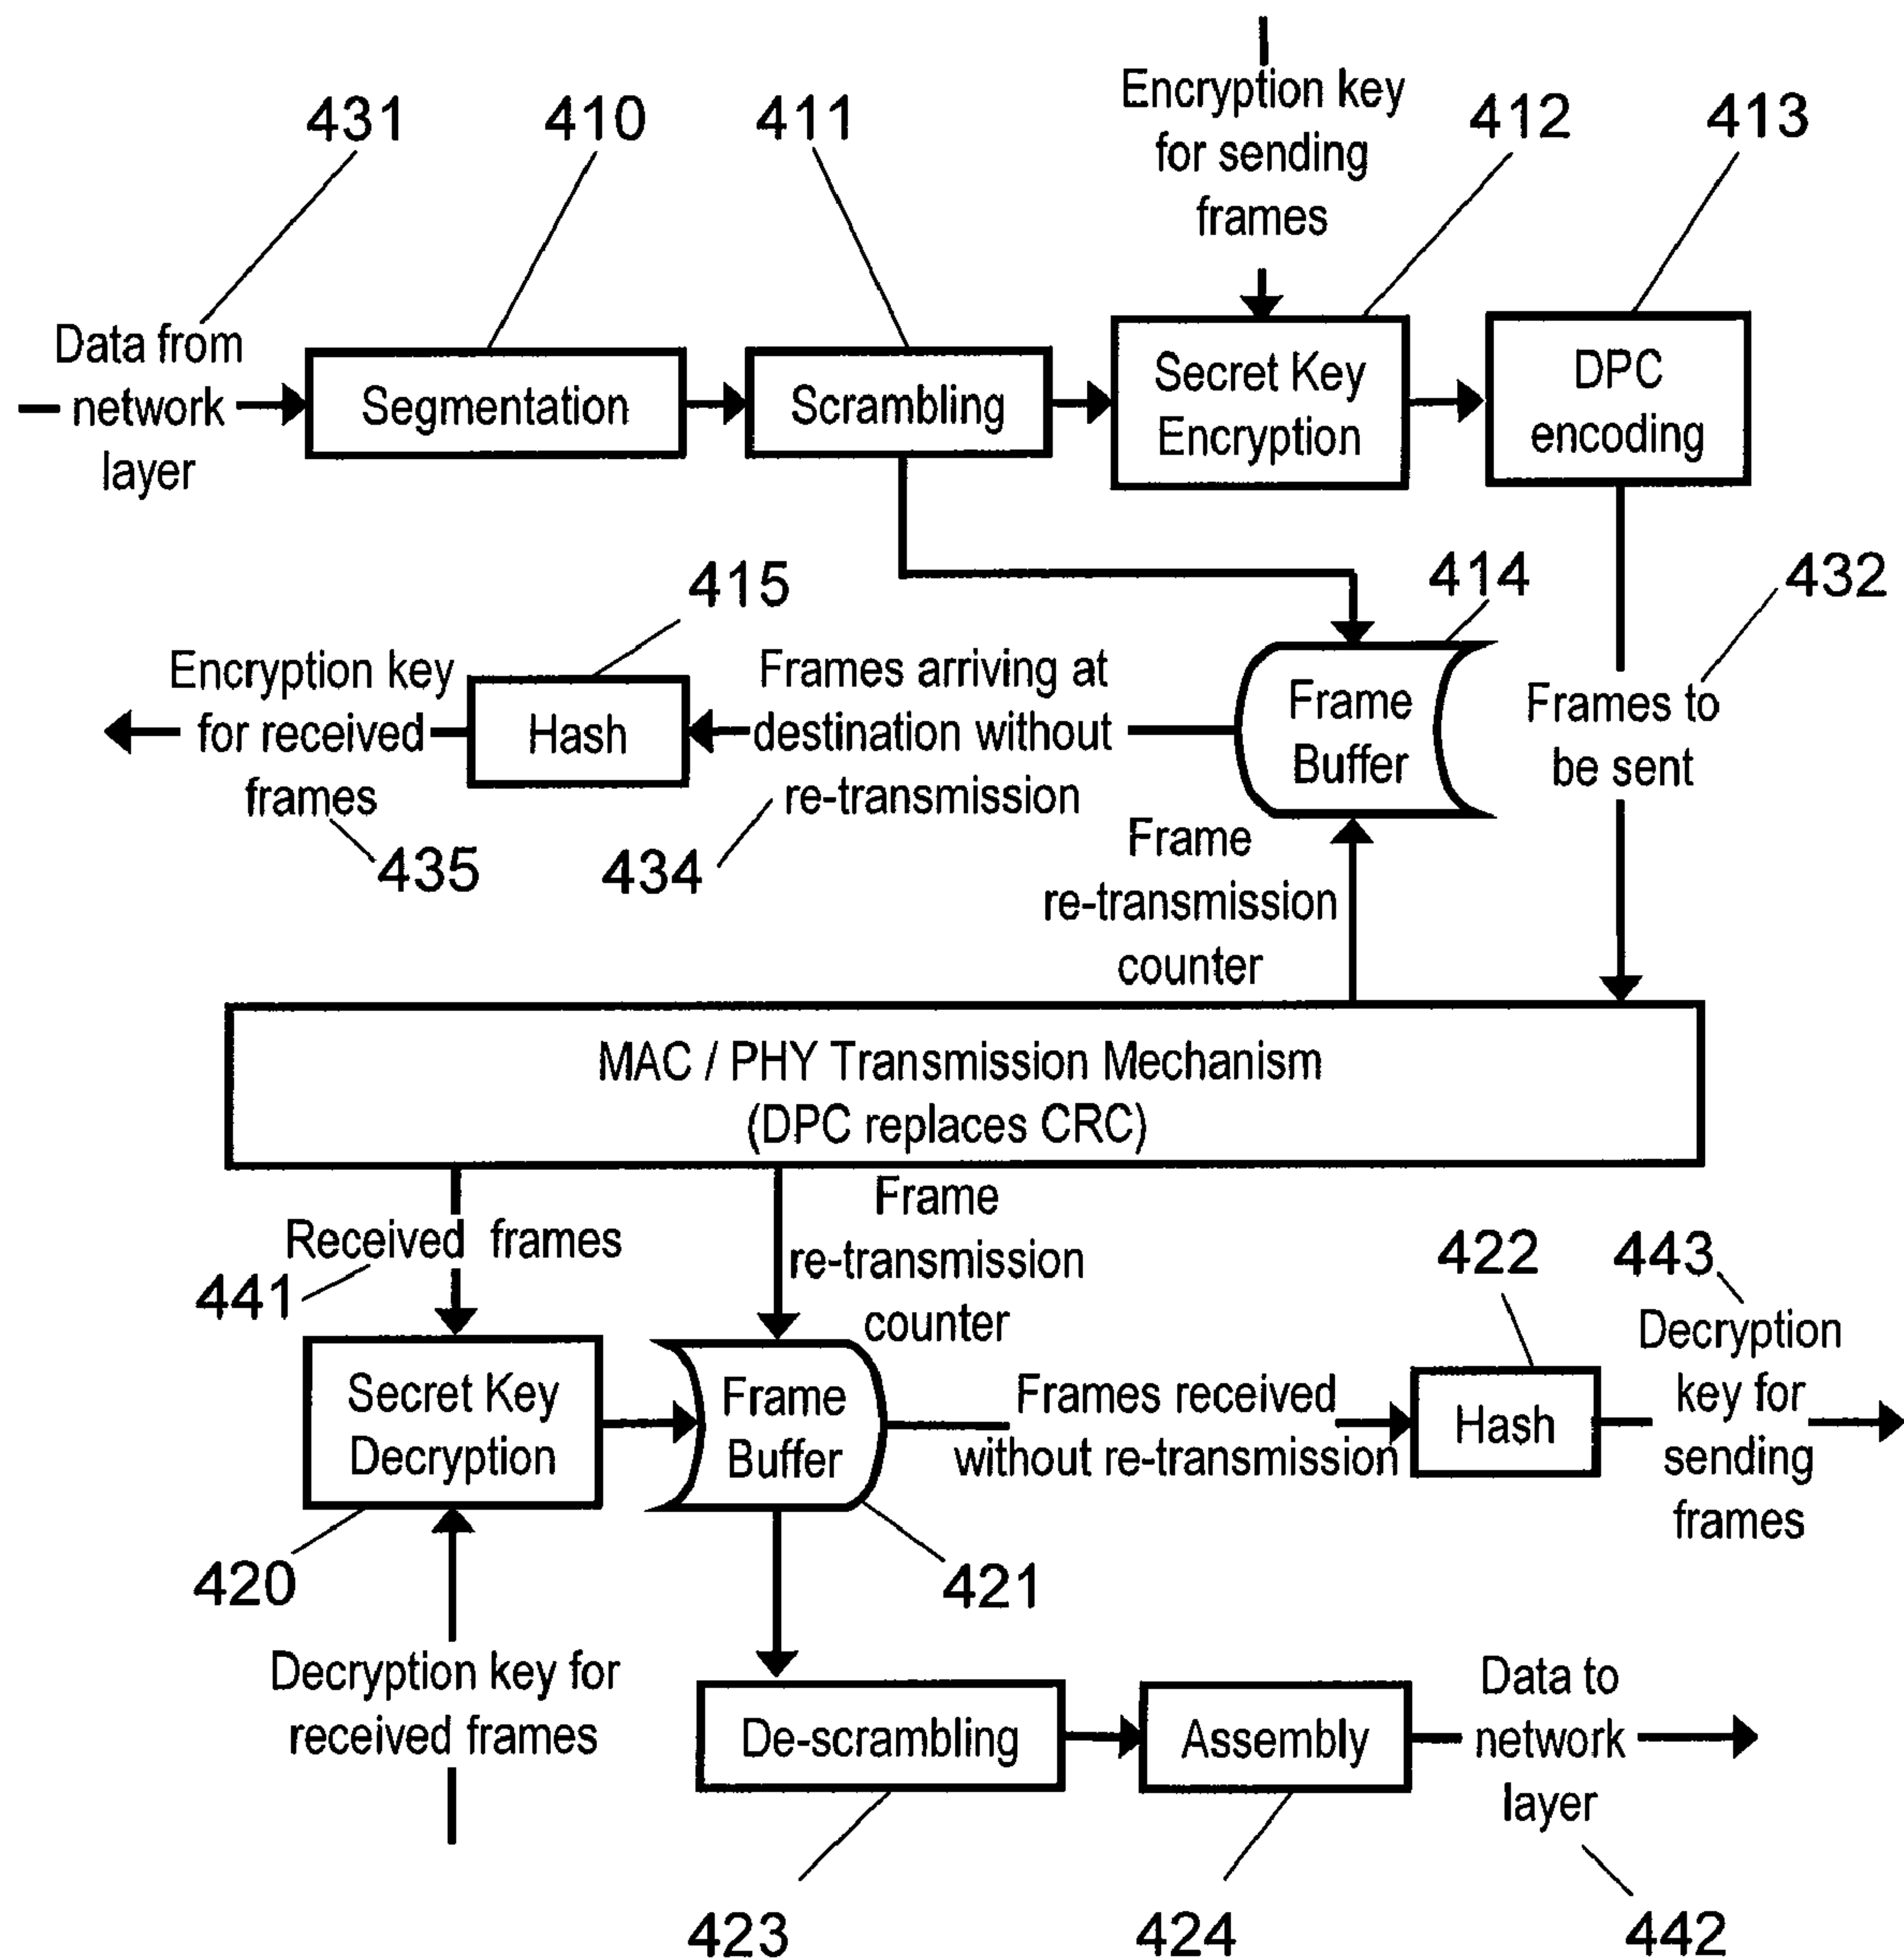 Encryption key
for sending
frames
431
410
411
412
413
Data from
network
layer
Segmentation
Scrambling
Secret Key
Encryption
DPC
encoding
415
414
432
Encryption key
for received
frames
Hash
Frames arriving at
destination without
re-transmission
Frame
Buffer
Frames to
be sent
435
434
Frame
re-transmission
counter
MAC / PHY Transmission Mechanism
(DPC replaces CRC)
Received frames
441
Frame
re-transmission
counter
422
443
Secret Key
Decryption
Frame
Buffer
Frames received
without re-transmission
Hash
Decryption
key for
sending
frames
420
421
Decryption key for
received frames
De-scrambling
Assembly
Data to
network
layer
423
424
442